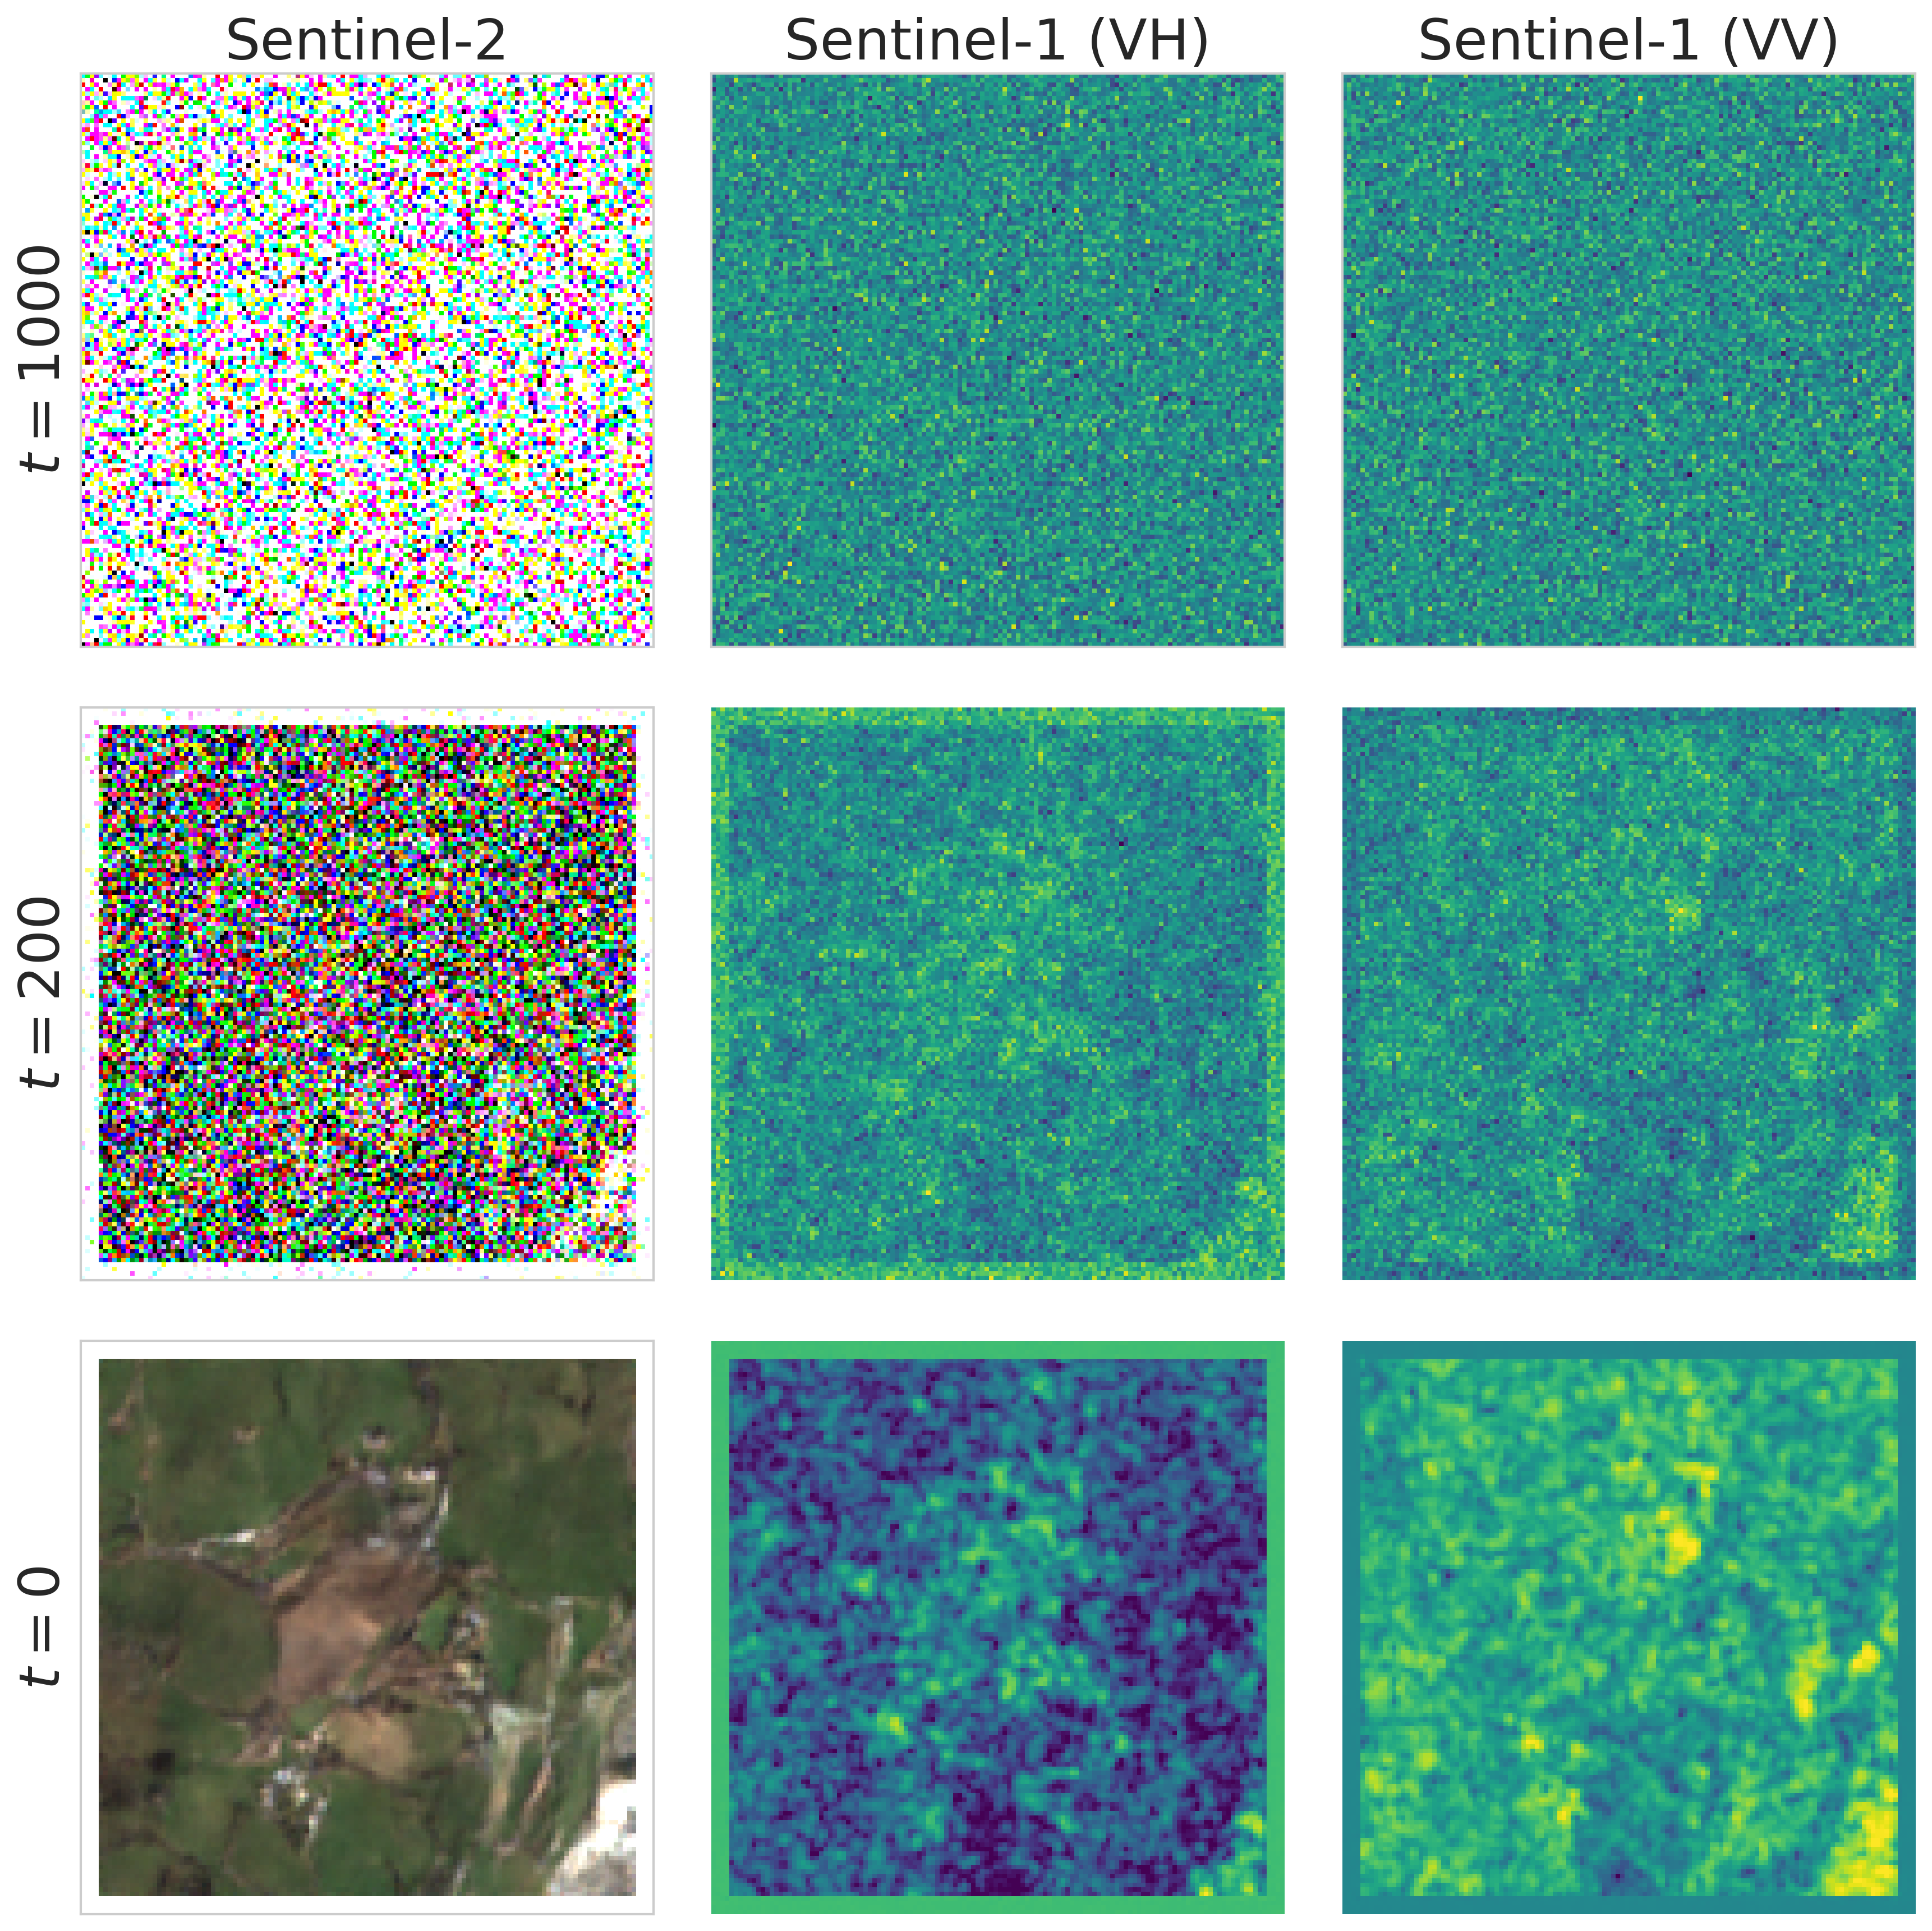 Sentinel-2
Sentinel-1 (VH)
Sentinel-1 (VV)
t = 1000
t = 200
t = 0